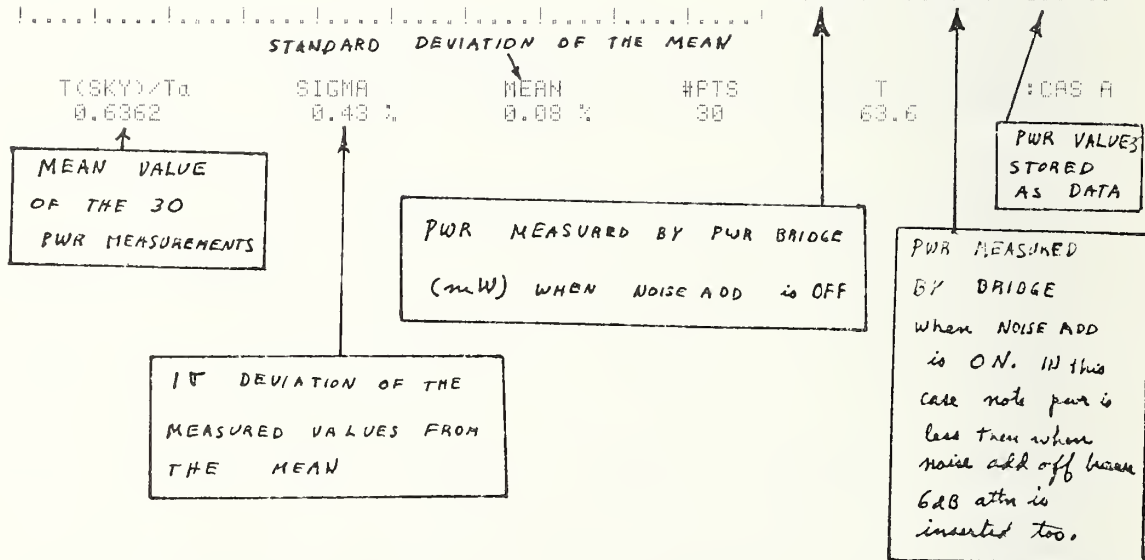 STANDARD DEVIATION OF THE MEAN
T(SKY)/Ta SIGMA MEAN #PTS T :CAS A
0.6362 0.43 % 0.08 % 30 63.6
MEAN VALUE
OF THE 30
PWR MEASUREMENTS
1σ DEVIATION OF THE
MEASURED VALUES FROM
THE MEAN
PWR MEASURED BY PWR BRIDGE
(mW) WHEN NOISE ADD is OFF
PWR VALUES
STORED
AS DATA
PWR MEASURED
BY BRIDGE
when NOISE ADD
is ON. IN this
case note pwr is
less then when
noise add off because
6dB attn is
inserted too.